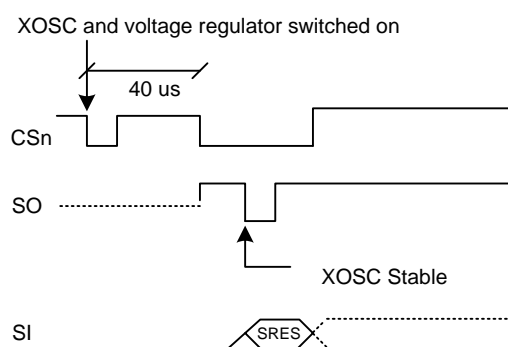 XOSC and voltage regulator switched on
40 us
CSn
SO
XOSC Stable
SI
SRES